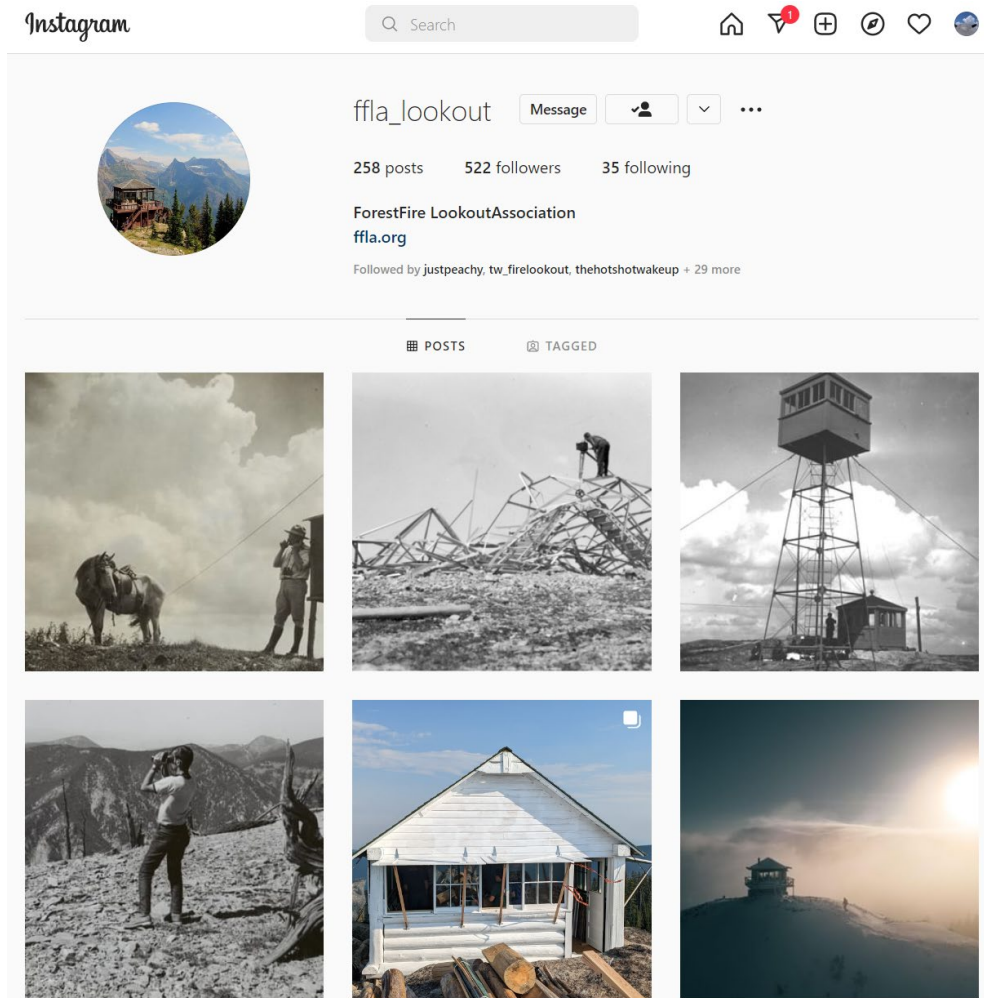 Instagram
Search
1
ffla_lookout Message
258 posts 522 followers 35 following
ForestFire LookoutAssociation
ffla.org
Followed by justpeachy, tw_firelookout, thehotshotwakeup + 29 more
POSTS TAGGED